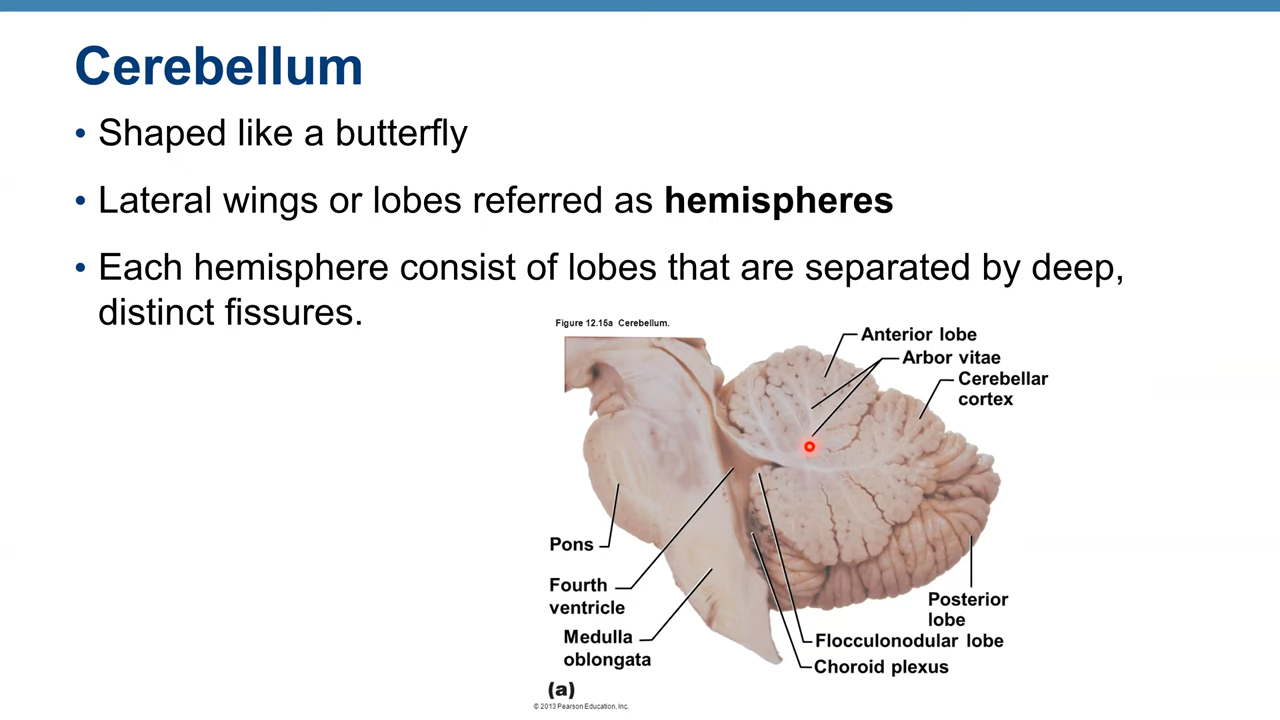 Cerebellum
• Shaped like a butterfly
• Lateral wings or lobes referred as hemispheres
• Each hemisphere consist of lobes that are separated by deep,
distinct fissures.
Figure 12.15a Cerebellum.
Anterior lobe
Arbor vitae
Cerebellar
cortex
Pons
Fourth
ventricle
Medulla
oblongata
Posterior
lobe
Flocculonodular lobe
Choroid plexus
(a)
© 2013 Pearson Education, Inc.